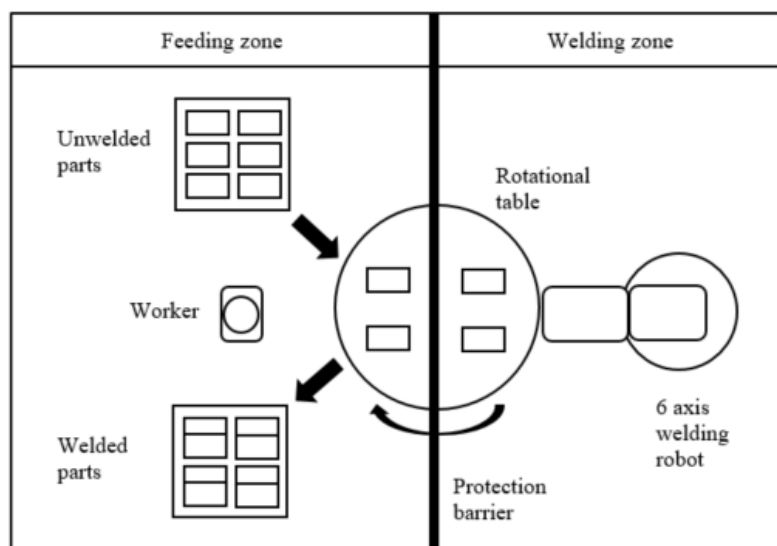 Feeding zone
Welding zone
Unwelded
parts
Rotational
table
Worker
Welded
parts
6 axis
welding
robot
Protection
barrier